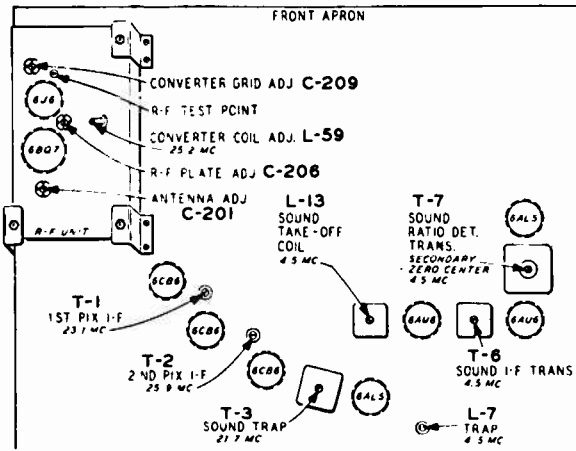 FRONT APRON
CONVERTER GRID ADJ C-209
6J6
R-F TEST POINT
CONVERTER COIL ADJ. L-59
25.2 MC
6BQ7
R-F PLATE ADJ C-206
ANTENNA ADJ
C-201
R-F UNIT
L-13
SOUND
TAKE-OFF
COIL
4.5 MC
T-7
SOUND
RATIO DET.
TRANS.
SECONDARY
- ZERO CENTER
4.5 MC
6AL5
6CB6
T-1
1ST PIX I-F
23.1 MC
6CB6
6AU6
6AU6
T-2
2ND PIX I-F
25.9 MC
6CB6
T-6
SOUND I-F TRANS
4.5 MC
T-3
SOUND TRAP
21.7 MC
6AL5
L-7
TRAP
4.5 MC